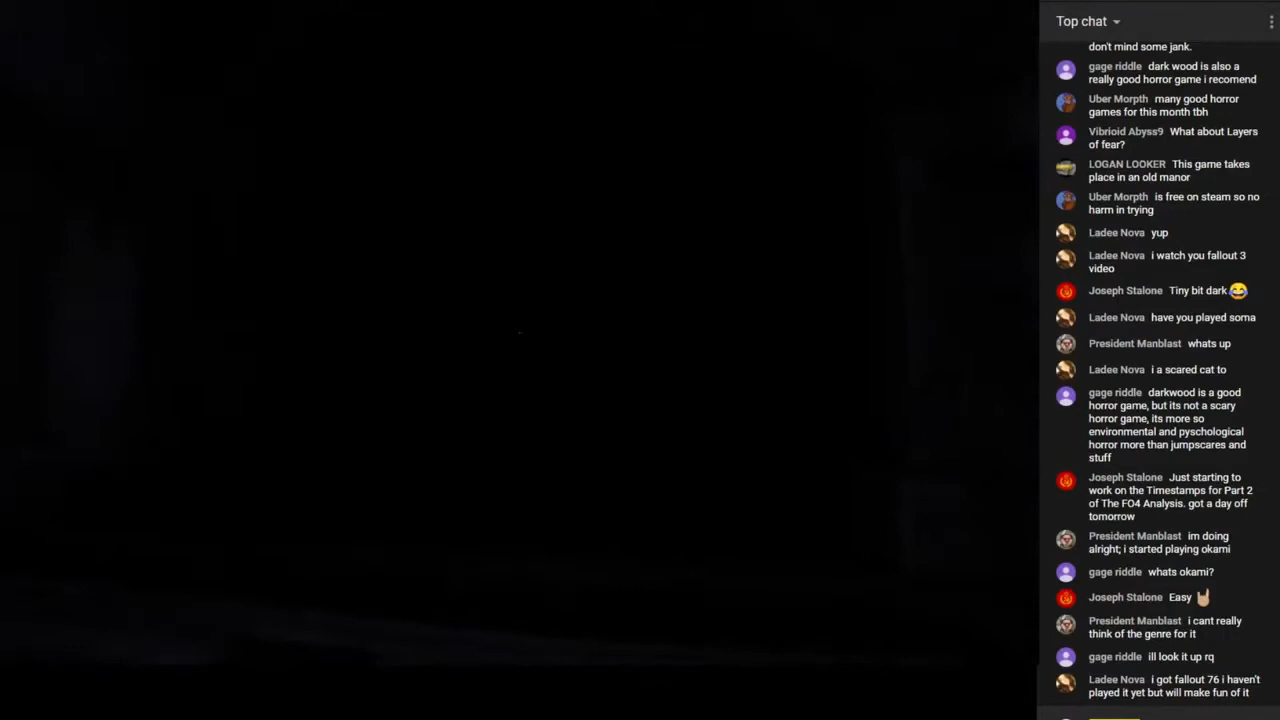 Top chat
don't mind some jank.
gage riddle dark wood is also a
really good horror game i recomend
Uber Morpth many good horror
games for this month tbh
Vibrioid Abyss9 What about Layers
of fear?
LOGAN LOOKER This game takes
place in an old manor
Uber Morpth is free on steam so no
harm in trying
Ladee Nova yup
Ladee Nova i watch you fallout 3
video
Joseph Stalone Tiny bit dark😂
Ladee Nova have you played soma
President Manblast whats up
Ladee Nova i a scared cat to
gage riddle darkwood is a good
horror game, but its not a scary
horror game, its more so
environmental and pyschological
horror more than jumpscares and
stuff
Joseph Stalone Just starting to
work on the Timestamps for Part 2
of The FO4 Analysis. got a day off
tomorrow
President Manblast im doing
alright; i started playing okami
gage riddle whats okami?
Joseph Stalone Easy 🤘🏼
President Manblast i cant really
think of the genre for it
gage riddle ill look it up rq
Ladee Nova i got fallout 76 i haven't
played it yet but will make fun of it